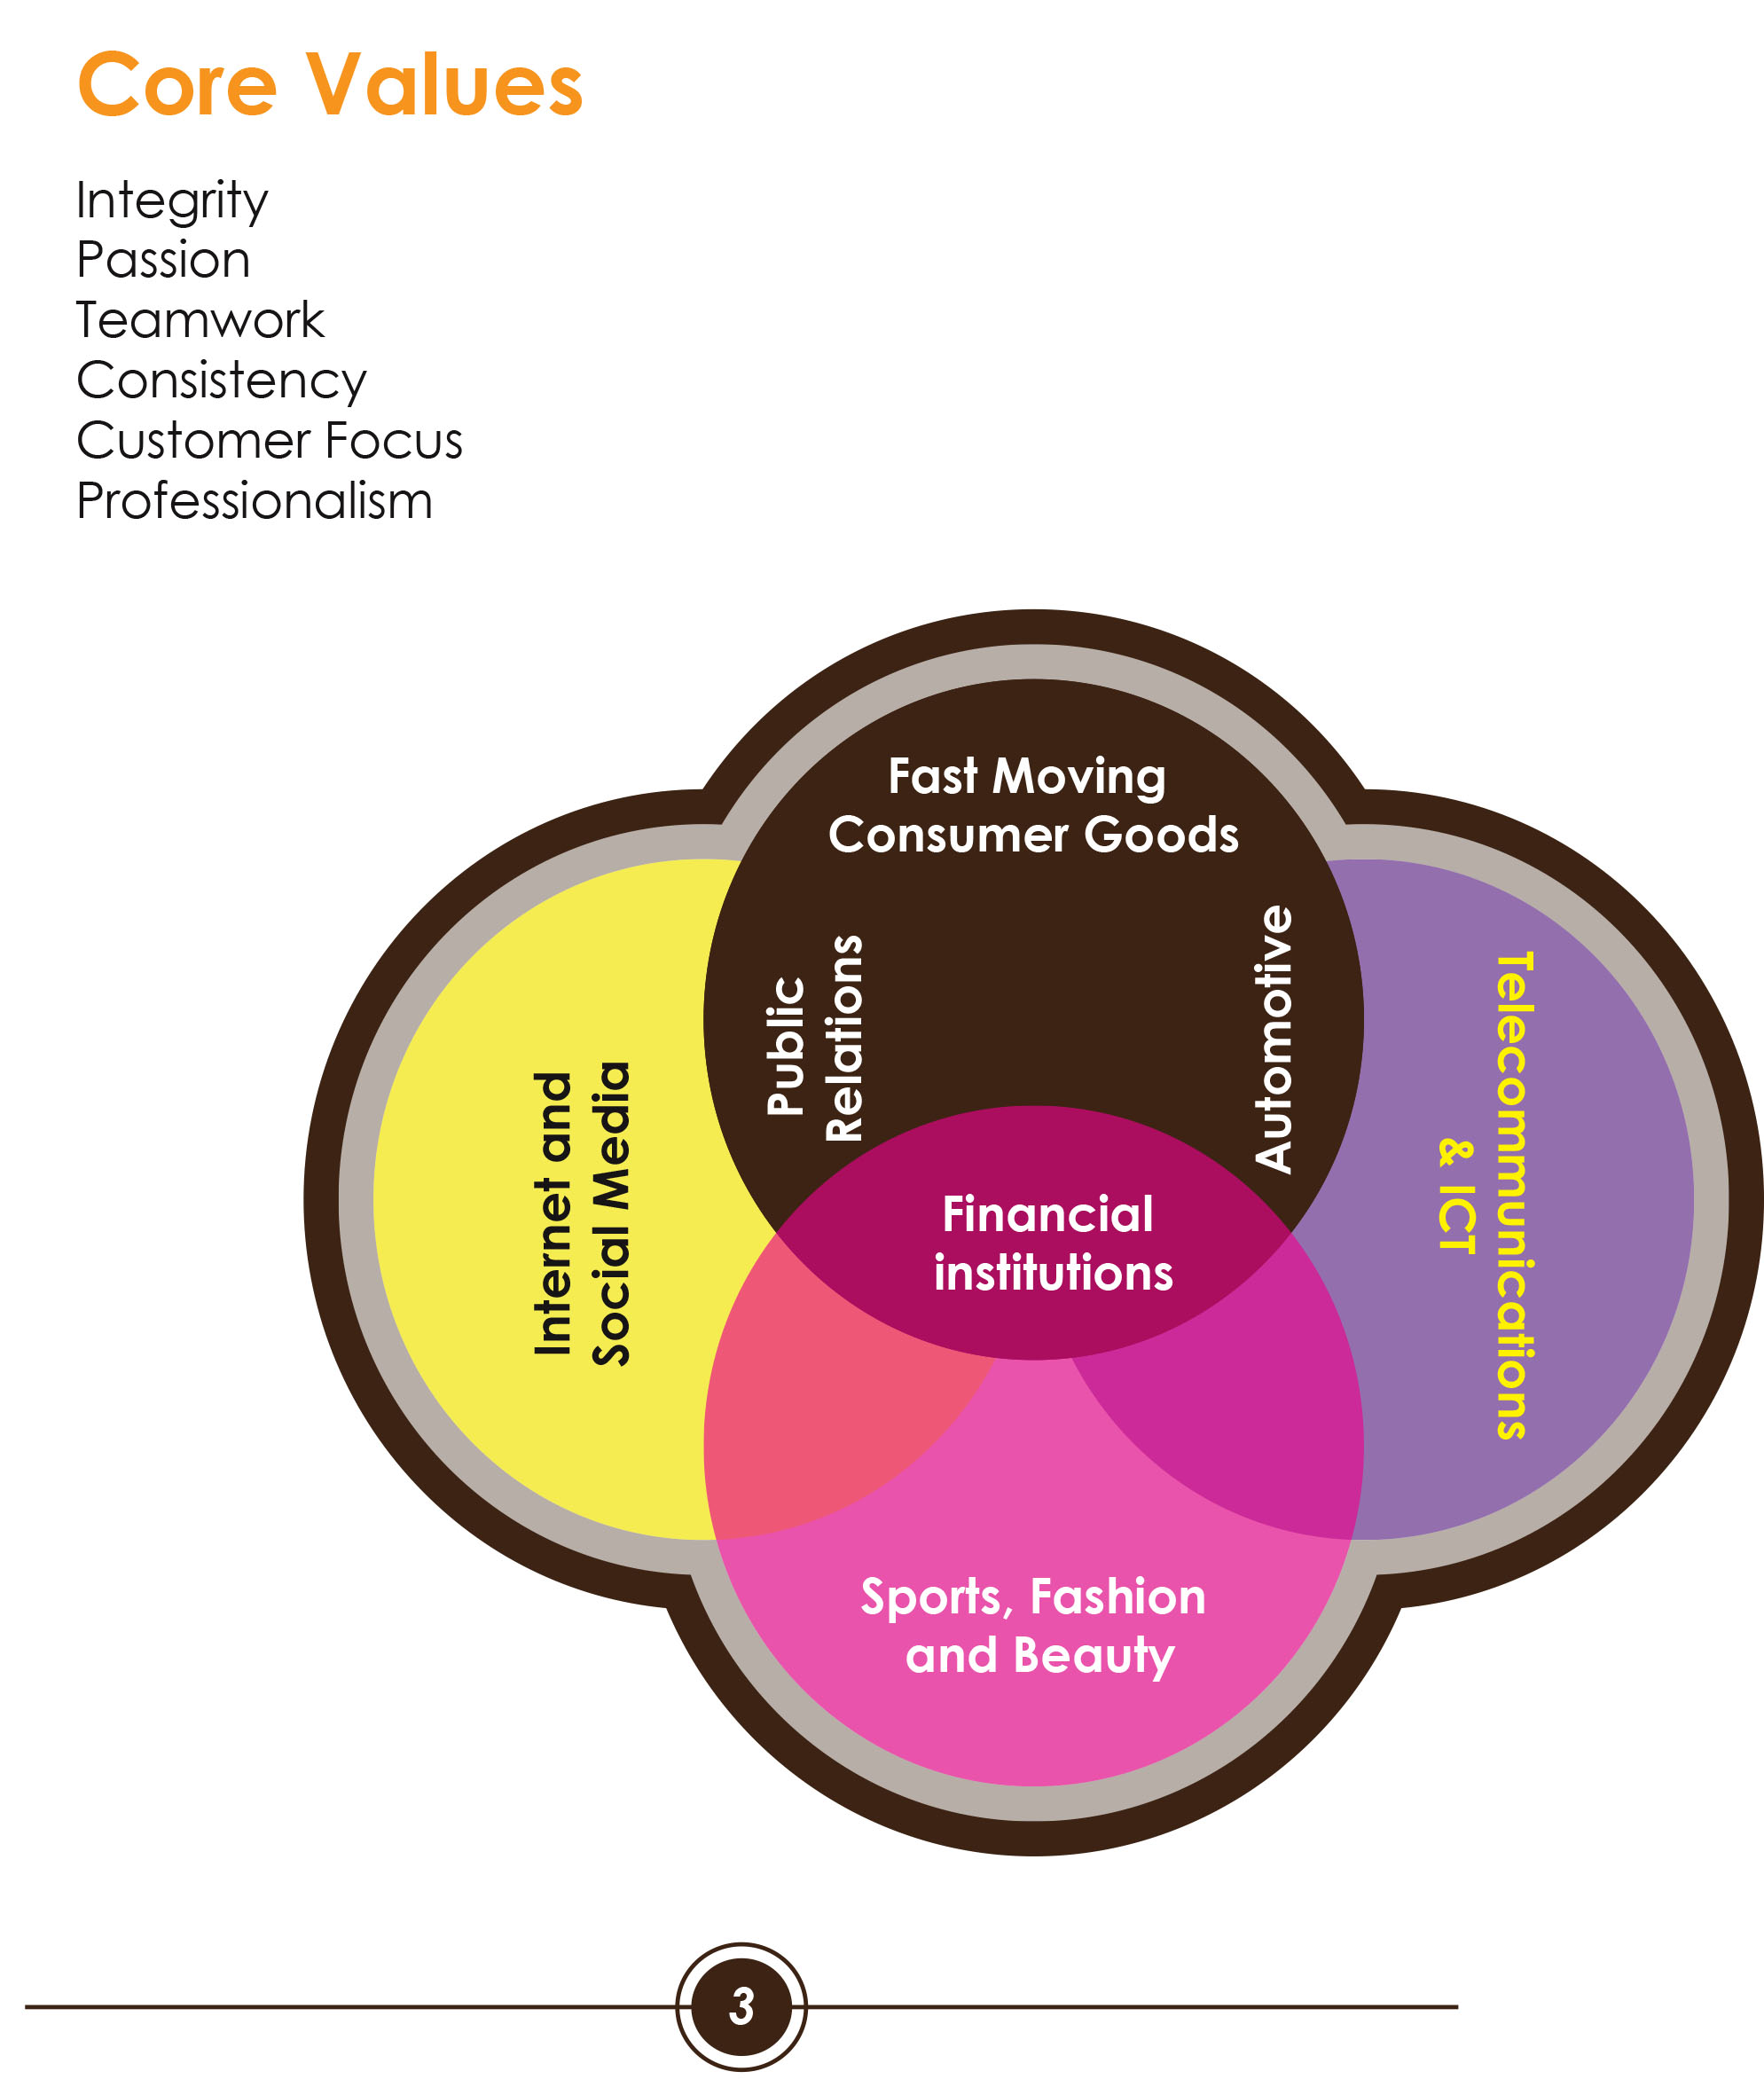 Core Values
Integrity
Passion
Teamwork
Consistency
Customer Focus
Professionalism
Fast Moving
Consumer Goods
Public
Relations
Automotive
Internet and
Social Media
Telecommunications
& ICT
Financial
institutions
Sports, Fashion
and Beauty
3